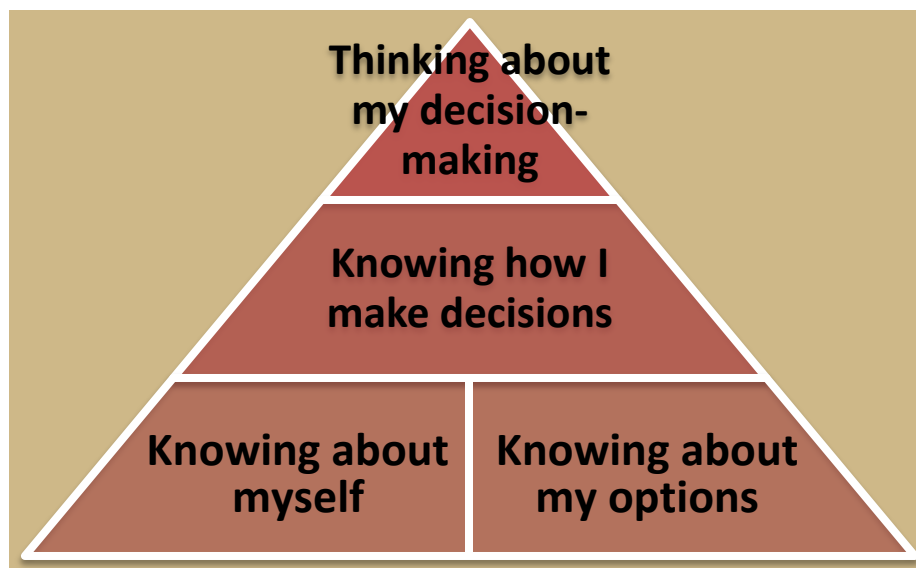 Thinking about
my decision-
making
Knowing how I
make decisions
Knowing about
myself
Knowing about
my options